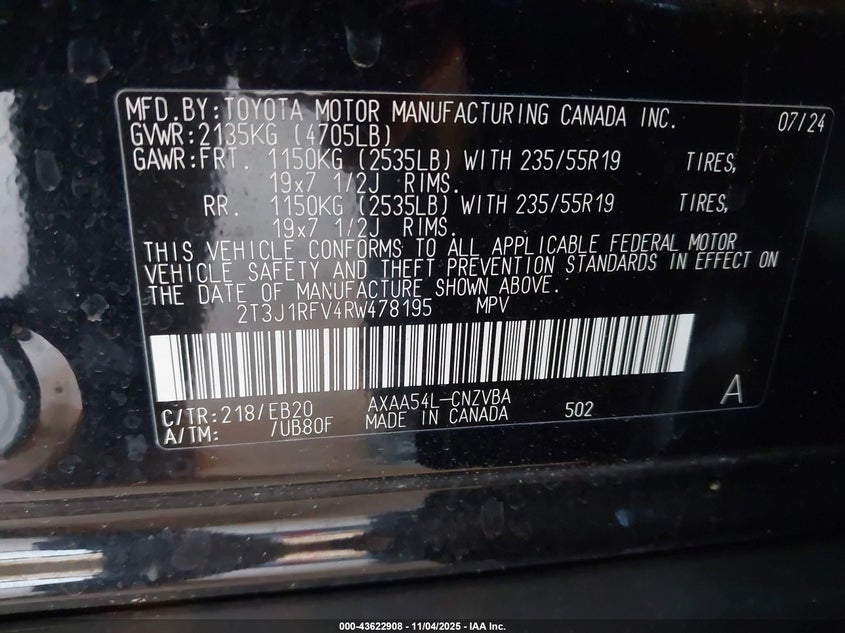 MFD.BY:TOYOTA MOTOR MANUFACTURING CANADA INC. 07/24
GVWR:2135KG (4705LB)
GAWR:FRT. 1150KG (2535LB) WITH 235/55R19 TIRES,
19x7 1/2J RIMS.
RR. 1150KG (2535LB) WITH 235/55R19 TIRES,
19x7 1/2J RIMS.
THIS VEHICLE CONFORMS TO ALL APPLICABLE FEDERAL MOTOR
VEHICLE SAFETY AND THEFT PREVENTION STANDARDS IN EFFECT ON
THE DATE OF MANUFACTURE SHOWN ABOVE.
2T3J1RFV4RW478195 MPV
A
C/TR:218/EB20 AXAA54L-CNZVBA
A/TM: /UB80F MADE IN CANADA 502
000-43622908 - 11/04/2025 - IAA Inc.